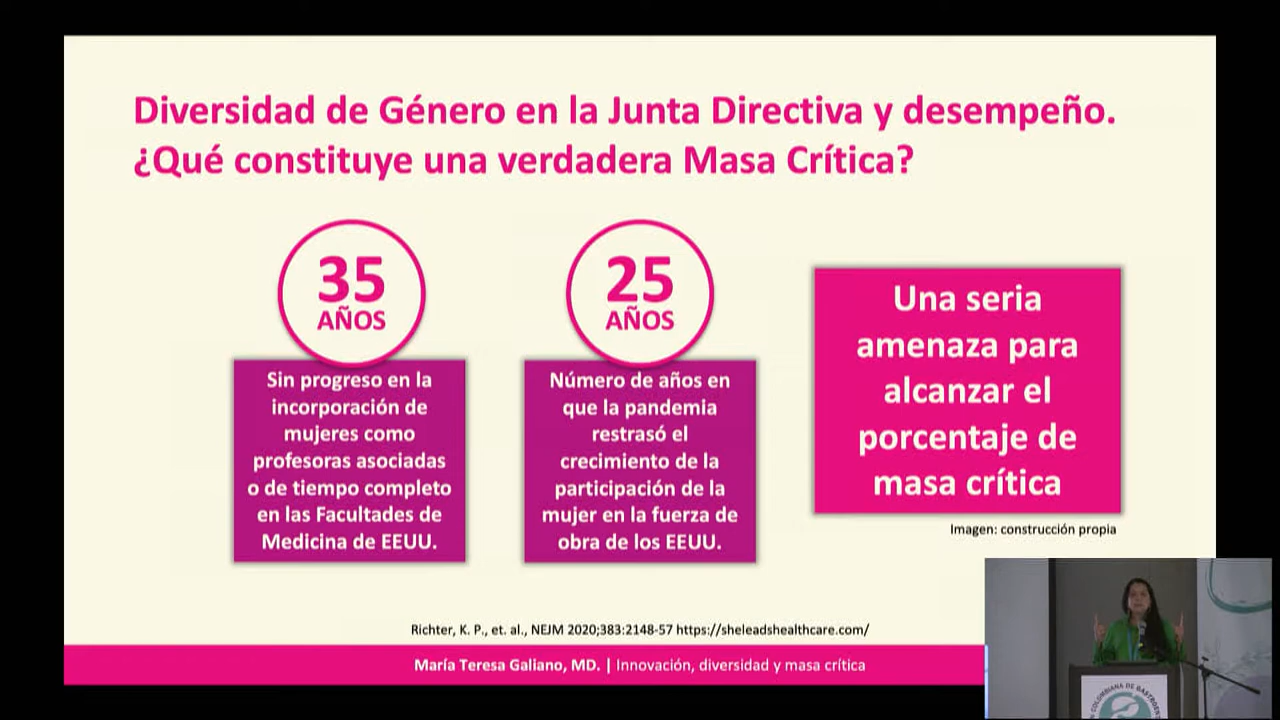 Diversidad de Género en la Junta Directiva y desempeño.
¿Qué constituye una verdadera Masa Crítica?
35
AÑOS
Sin progreso en la
incorporación de
mujeres como
profesoras asociadas
o de tiempo completo
en las Facultades de
Medicina de EEUU.
25
AÑOS
Número de años en
que la pandemia
restrasó el
crecimiento de la
participación de la
mujer en la fuerza de
obra de los EEUU.
Una seria
amenaza para
alcanzar el
porcentaje de
masa crítica
Imagen: construcción propia
Richter, K. P., et. al., NEJM 2020;383:2148-57 https://sheleadshealthcare.com/
María Teresa Galiano, MD. | Innovación, diversidad y masa crítica
COLOMBIANA DE